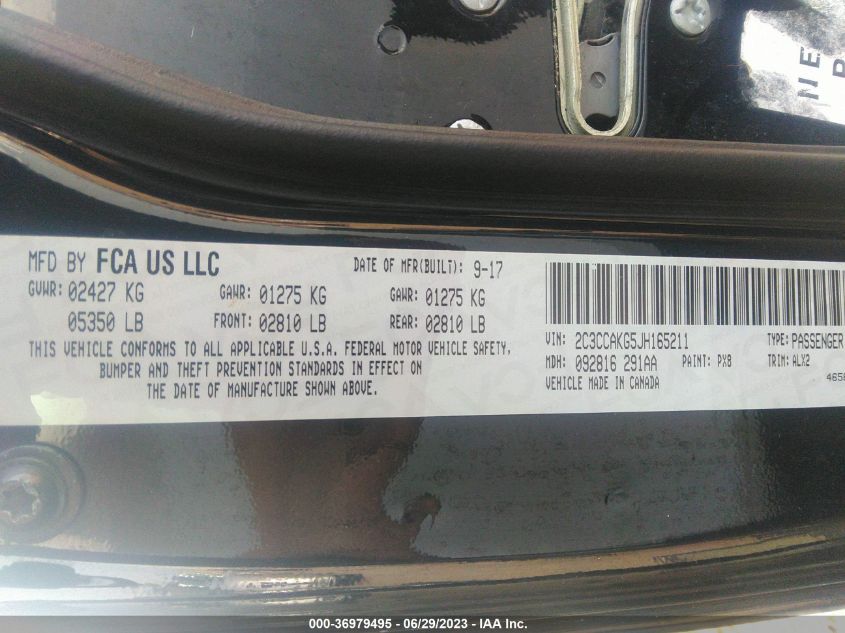 MFD BY FCA US LLC DATE OF MFR(BUILT): 9-17
GVWR: 02427 KG GAWR: 01275 KG GAWR: 01275 KG
05350 LB FRONT: 02810 LB REAR: 02810 LB
THIS VEHICLE CONFORMS TO ALL APPLICABLE U.S.A. FEDERAL MOTOR VEHICLE SAFETY,
BUMPER AND THEFT PREVENTION STANDARDS IN EFFECT ON
THE DATE OF MANUFACTURE SHOWN ABOVE.
VIN: 2C3CCAKG5JH165211 TYPE: PASSENGER
MDH: 092816 291AA PAINT: PX8 TRIM: ALX2
VEHICLE MADE IN CANADA
000-36979495 - 06/29/2023 - © IAA Inc.